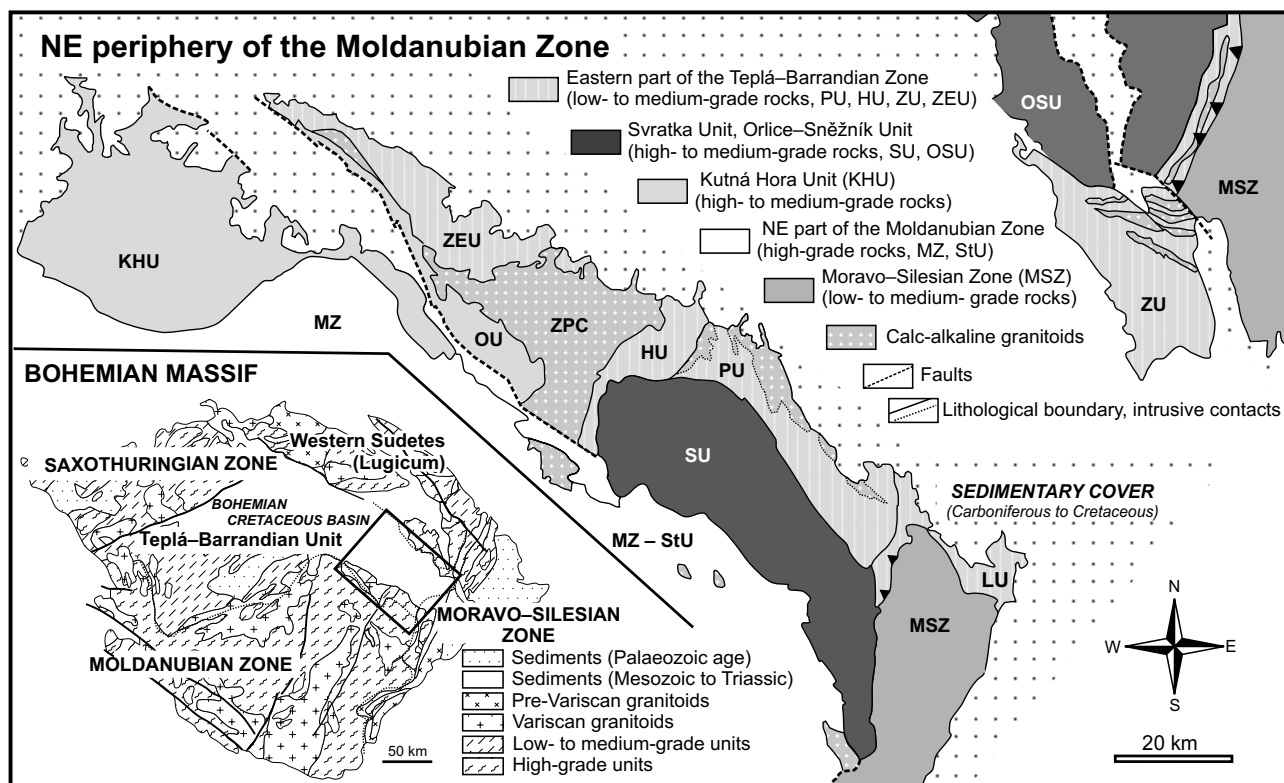 NE periphery of the Moldanubian Zone
Eastern part of the Teplá–Barrandian Zone
(low- to medium-grade rocks, PU, HU, ZU, ZEU)
Svratka Unit, Orlice–Sněžník Unit
(high- to medium-grade rocks, SU, OSU)
Kutná Hora Unit (KHU)
(high- to medium-grade rocks)
NE part of the Moldanubian Zone
(high-grade rocks, MZ, StU)
Moravo–Silesian Zone (MSZ)
(low- to medium- grade rocks)
Calc-alkaline granitoids
Faults
Lithological boundary, intrusive contacts
OSU
MSZ
ZU
KHU
ZEU
MZ
OU
ZPC
HU
PU
SU
MZ – StU
SEDIMENTARY COVER
(Carboniferous to Cretaceous)
LU
MSZ
N
W
E
S
20 km
BOHEMIAN MASSIF
Western Sudetes
(Lugicum)
SAXOTHURINGIAN ZONE
BOHEMIAN
CRETACEOUS BASIN
Teplá–Barrandian Unit
MORAVO–SILESIAN
ZONE
MOLDANUBIAN ZONE
Sediments (Palaeozoic age)
Sediments (Mesozoic to Triassic)
Pre-Variscan granitoids
Variscan granitoids
Low- to medium-grade units
High-grade units
50 km